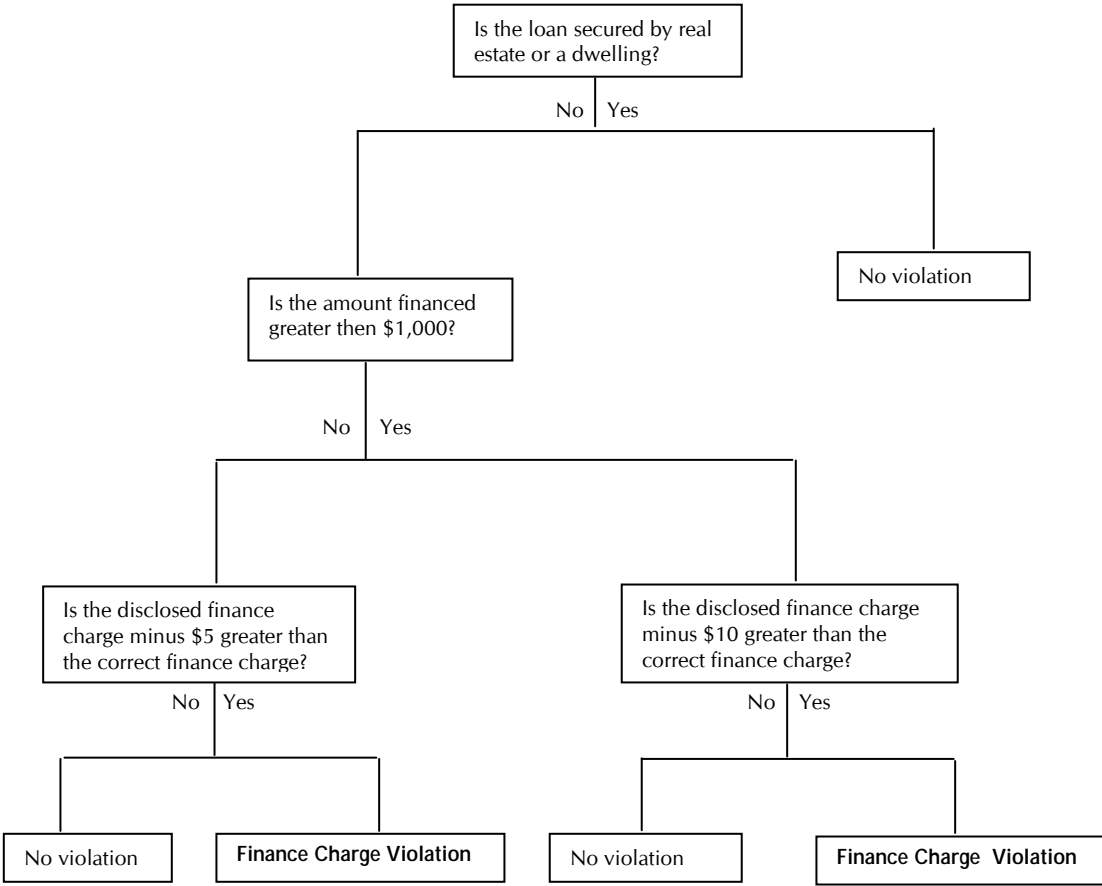 Is the loan secured by real
estate or a dwelling?
No Yes
No violation
Is the amount financed
greater then $1,000?
No Yes
Is the disclosed finance
charge minus $5 greater than
the correct finance charge?
Is the disclosed finance charge
minus $10 greater than the
correct finance charge?
No Yes
No Yes
No violation
Finance Charge Violation
No violation
Finance Charge Violation